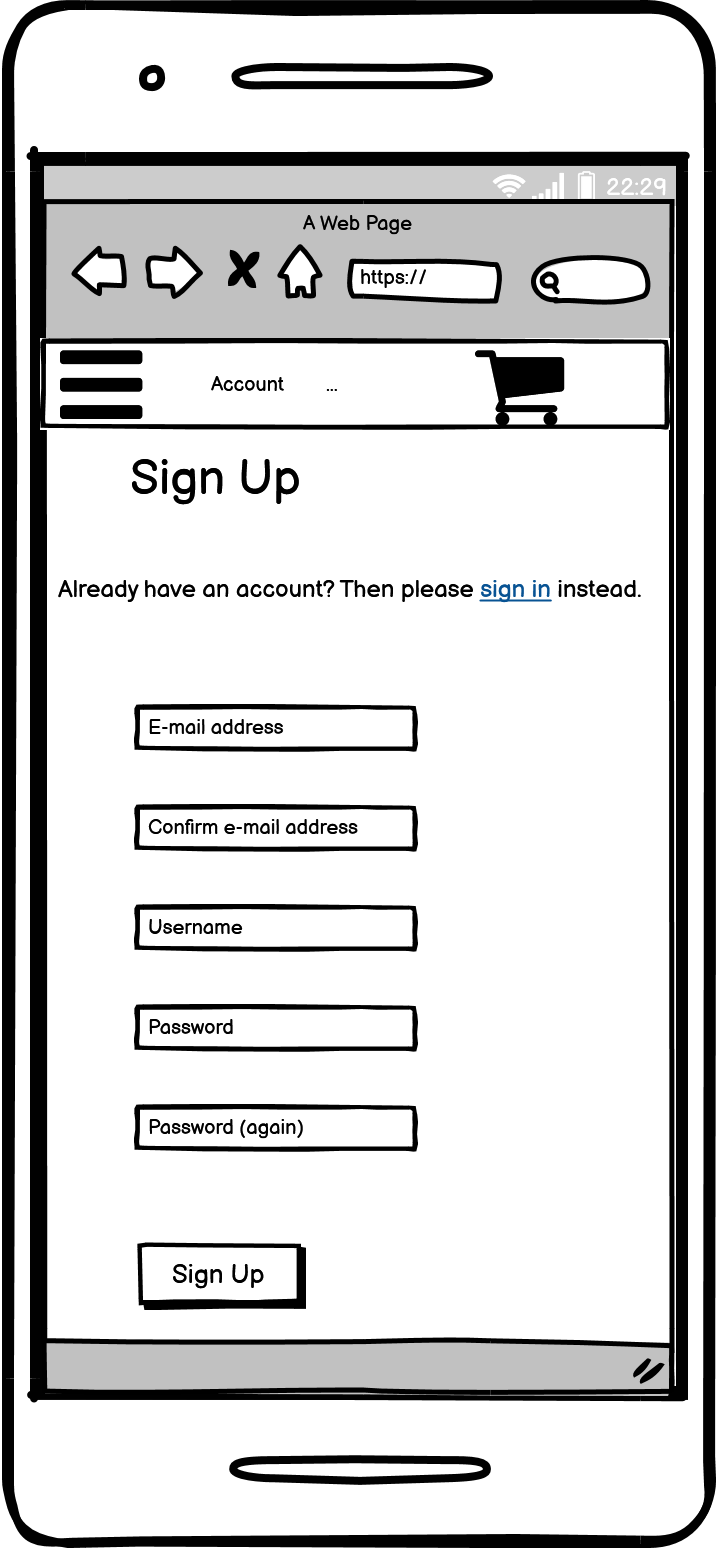 22:29
A Web Page
https://
Account ...
Sign Up
Already have an account? Then please sign in instead.
E-mail address
Confirm e-mail address
Username
Password
Password (again)
Sign Up